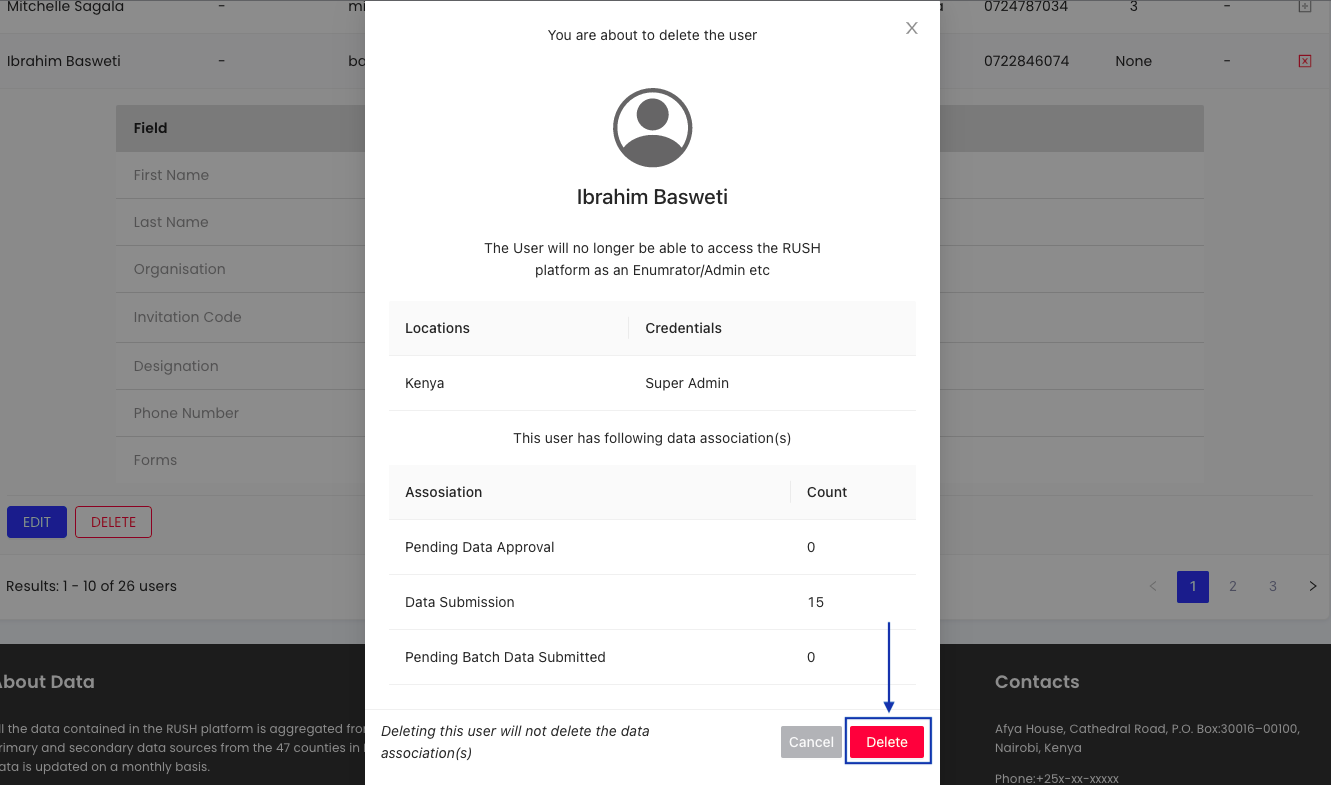 Mitchelle Sagala - 0724787034 3 -
You are about to delete the user
X
Ibrahim Basweti - 0722846074 None -
Field
First Name
Last Name
Organisation
Invitation Code
Designation
Phone Number
Forms
EDIT DELETE
Results: 1 - 10 of 26 users
< 1 2 3 >
Ibrahim Basweti
The User will no longer be able to access the RUSH
platform as an Enumrator/Admin etc
Locations Credentials
Kenya Super Admin
This user has following data association(s)
Assosiation Count
Pending Data Approval 0
Data Submission 15
Pending Batch Data Submitted 0
Deleting this user will not delete the data
association(s)
Cancel Delete
About Data
ll the data contained in the RUSH platform is aggregated
rimary and secondary data sources from the 47 counties in
ata is updated on a monthly basis.
Contacts
Afya House, Cathedral Road, P.O. Box:30016–00100,
Nairobi, Kenya
Phone:+25x-xx-xxxxx